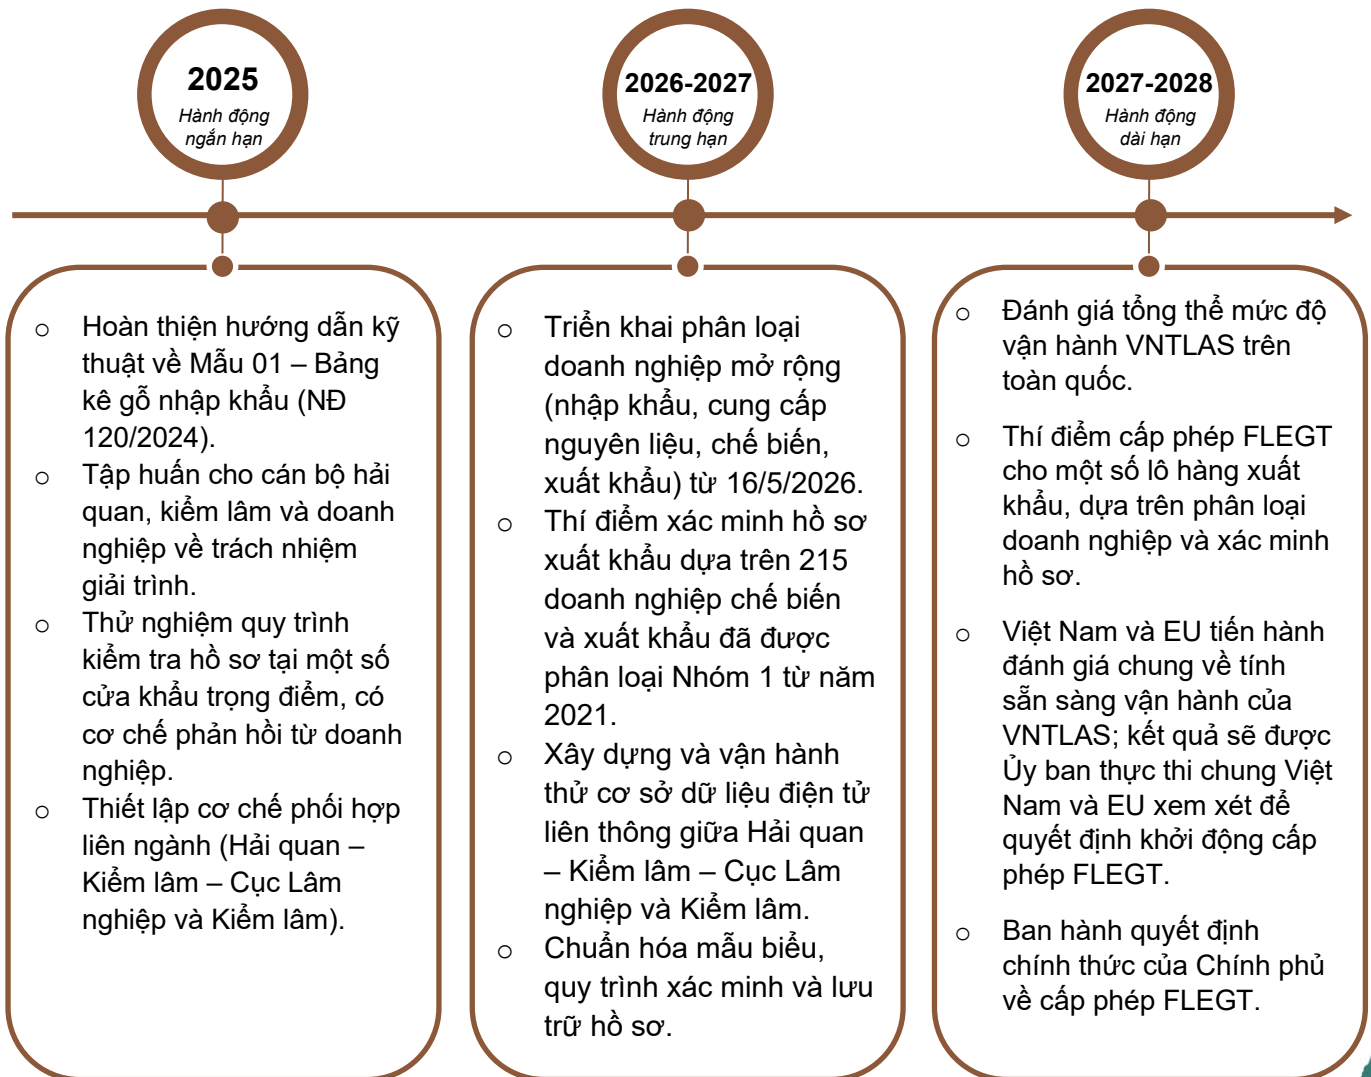 2025
Hành động
ngắn hạn
2026-2027
Hành động
trung hạn
2027-2028
Hành động
dài hạn
o Hoàn thiện hướng dẫn kỹ
thuật về Mẫu 01 – Bảng
kê gỗ nhập khẩu (NĐ
120/2024).
o Tập huấn cho cán bộ hải
quan, kiểm lâm và doanh
nghiệp về trách nhiệm
giải trình.
o Thử nghiệm quy trình
kiểm tra hồ sơ tại một số
cửa khẩu trọng điểm, có
cơ chế phản hồi từ doanh
nghiệp.
o Thiết lập cơ chế phối hợp
liên ngành (Hải quan –
Kiểm lâm – Cục Lâm
nghiệp và Kiểm lâm).
o Triển khai phân loại
doanh nghiệp mở rộng
(nhập khẩu, cung cấp
nguyên liệu, chế biến,
xuất khẩu) từ 16/5/2026.
o Thí điểm xác minh hồ sơ
xuất khẩu dựa trên 215
doanh nghiệp chế biến
và xuất khẩu đã được
phân loại Nhóm 1 từ năm
2021.
o Xây dựng và vận hành
thử cơ sở dữ liệu điện tử
liên thông giữa Hải quan
– Kiểm lâm – Cục Lâm
nghiệp và Kiểm lâm.
o Chuẩn hóa mẫu biểu,
quy trình xác minh và lưu
trữ hồ sơ.
o Đánh giá tổng thể mức độ
vận hành VNTLAS trên
toàn quốc.
o Thí điểm cấp phép FLEGT
cho một số lô hàng xuất
khẩu, dựa trên phân loại
doanh nghiệp và xác minh
hồ sơ.
o Việt Nam và EU tiến hành
đánh giá chung về tính
sẵn sàng vận hành của
VNTLAS; kết quả sẽ được
Ủy ban thực thi chung Việt
Nam và EU xem xét để
quyết định khởi động cấp
phép FLEGT.
o Ban hành quyết định
chính thức của Chính phủ
về cấp phép FLEGT.